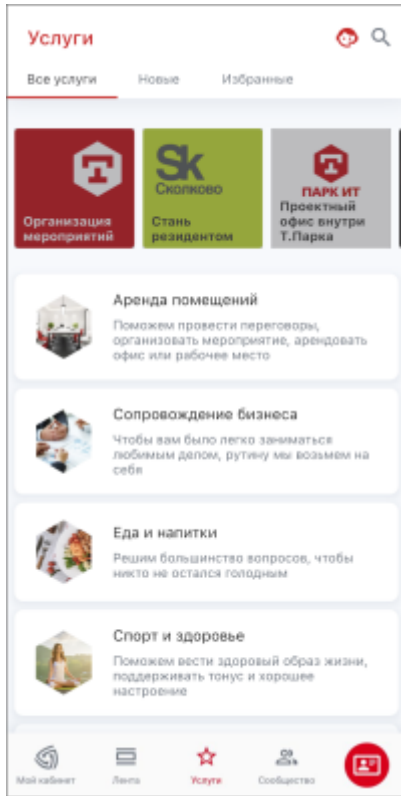 Услуги
Все услуги
Новые
Избранные
Организация
мероприятий
Sk
Сколково
Стань
резидентом
Т
ПАРК ИТ
Проектный
офис внутри
Т.Парка
Аренда помещений
Поможем провести переговоры,
организовать мероприятие, арендовать
офис или рабочее место
Сопровождение бизнеса
Чтобы вам было легко заниматься
любимым делом, рутину мы возьмем на
себя
Еда и напитки
Решим большинство вопросов, чтобы
никто не остался голодным
Спорт и здоровье
Поможем вести здоровый образ жизни,
поддерживать тонус и хорошее
настроение
Мой кабинет
Лента
Услуги
Сообщество